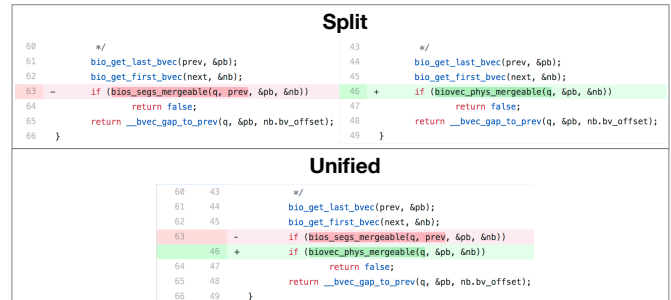 Split
60 */
61 bio_get_last_bvec(prev, &pb);
62 bio_get_first_bvec(next, &nb);
63 - if (bios_segs_mergeable(q, prev, &pb, &nb))
64 return false;
65 return __bvec_gap_to_prev(q, &pb, nb.bv_offset);
66 }
43 */
44 bio_get_last_bvec(prev, &pb);
45 bio_get_first_bvec(next, &nb);
46 + if (biovec_phys_mergeable(q, &pb, &nb))
47 return false;
48 return __bvec_gap_to_prev(q, &pb, nb.bv_offset);
49 }
Unified
60 43 */
61 44 bio_get_last_bvec(prev, &pb);
62 45 bio_get_first_bvec(next, &nb);
63 - if (bios_segs_mergeable(q, prev, &pb, &nb))
46 + if (biovec_phys_mergeable(q, &pb, &nb))
64 47 return false;
65 48 return __bvec_gap_to_prev(q, &pb, nb.bv_offset);
66 49 }